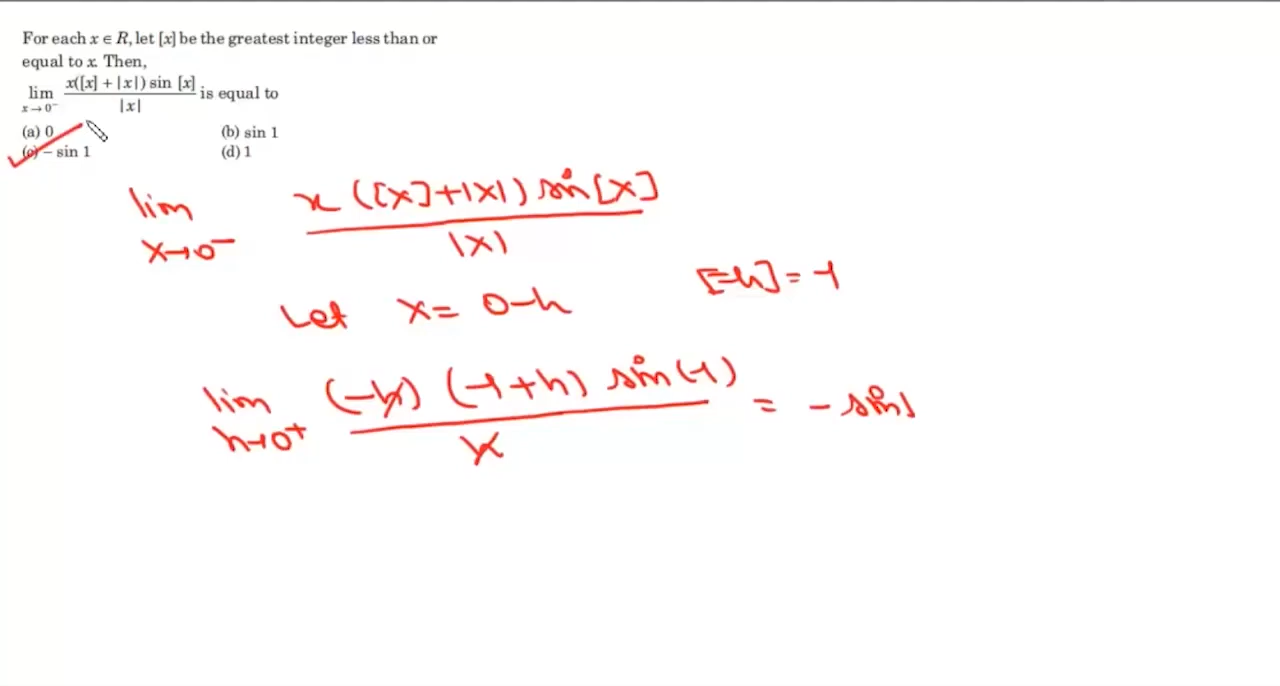 For each x ∈ R, let [x] be the greatest integer less than or
equal to x. Then,
lim x→0⁻ x([x] + |x|) sin [x] / |x| is equal to
(a) 0 (b) sin 1
(c) – sin 1 (d) 1
lim x→0⁻ x([x]+|x|) sin[x] / |x|
[-h] = -1
Let x = 0-h
lim h→0⁺ (-h) (-1+h) sin(-1) / h = - sin1